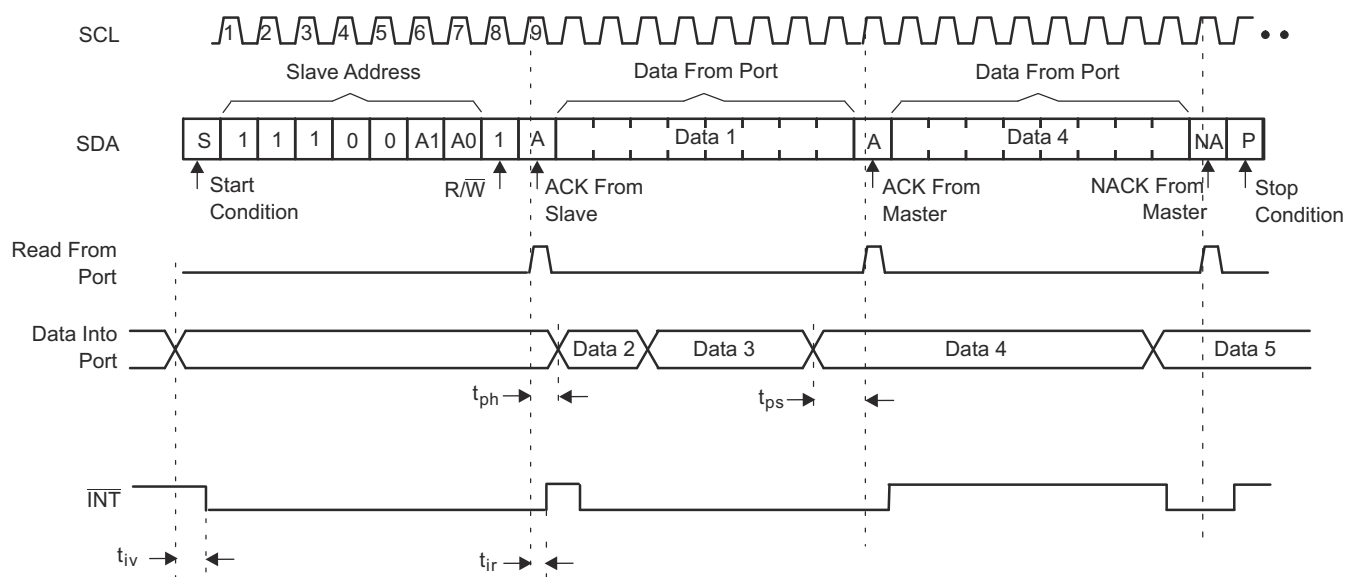 SCL 1 2 3 4 5 6 7 8 9
Slave Address Data From Port Data From Port
SDA S 1 1 1 0 0 A1 A0 1 A Data 1 A Data 4 NA P
Start
Condition
R/W̅
ACK From
Slave
ACK From
Master
NACK From
Master
Stop
Condition
Read From
Port
Data Into
Port
Data 2 Data 3 Data 4 Data 5
tph tps
I̅N̅T̅
tiv tir